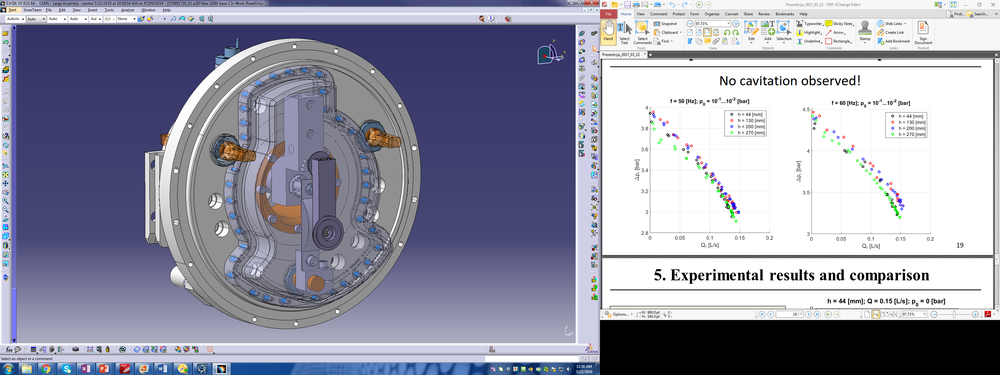 CATIA V5 R23 64 - CERN : Large Assembly : started 5/22/2018 at 10:59:54 AM on PCEN35034 - [ST0991716_01 a.00 New LIEBE base 2 In Work (ReadOnly) ]
Start SmarTeam File Edit View Insert Tools Analyze Window Help
Automa Auto Auto Auto Aut Aut None
y
x
z
y
x
z
CATIA
Select an object or a command
PDF
11:50 AM
5/22/2018
Prezentcija_2017_03_22 - PDF-XChange Editor
File Home View Comment Protect Form Organize Convert Share Review Bookmarks Help Find... Search...
Hand
Select Text
Select Comments
Snapshot
Clipboard
Find
Tools
97.73%
View
Edit
Add
Selection
Objects
Typewriter
Highlight
Underline
Sticky Note
Arrow
Rectangle
Stamp
Comment
Web Links
Create Link
Add Bookmark
Links
Sign Document
Protect
Prezentcija_2017_03_22
No cavitation observed!
f = 50 [Hz]; p0 = 10-1...10-2 [bar]
h = 44 [mm]
h = 130 [mm]
h = 200 [mm]
h = 270 [mm]
4
3.8
3.6
3.4
3.2
3
2.8
Δp, [bar]
0 0.05 0.1 0.15 0.2
Q, [L/s]
f = 60 [Hz]; p0 = 10-1...10-2 [bar]
h = 44 [mm]
h = 130 [mm]
h = 200 [mm]
h = 270 [mm]
4.5
4
3.5
3
Δp, [bar]
0 0.05 0.1 0.15 0.2
Q, [L/s]
19
5. Experimental results and comparison
h = 44 [mm]; Q = 0.15 [L/s]; p0 = 0 [bar]
Options... W: 960.0pt H: 540.0pt X: Y: 19 / 23 97.73%